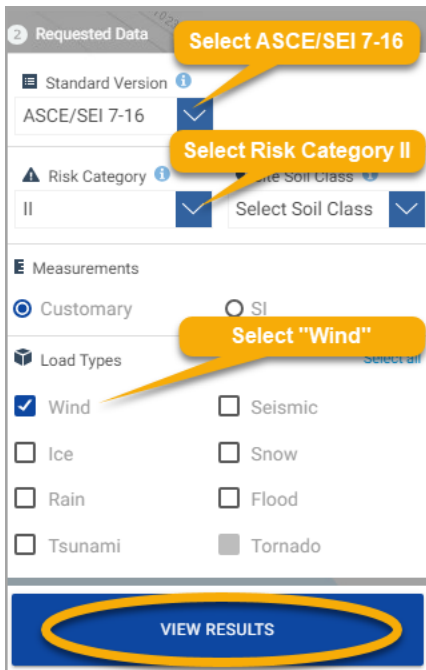 2 Requested Data
Select ASCE/SEI 7-16
Standard Version i
ASCE/SEI 7-16
Select Risk Category II
Risk Category i
Site Soil Class i
II
Select Soil Class
Measurements
Customary
SI
Select "Wind"
Load Types
Select all
Wind
Seismic
Ice
Snow
Rain
Flood
Tsunami
Tornado
VIEW RESULTS